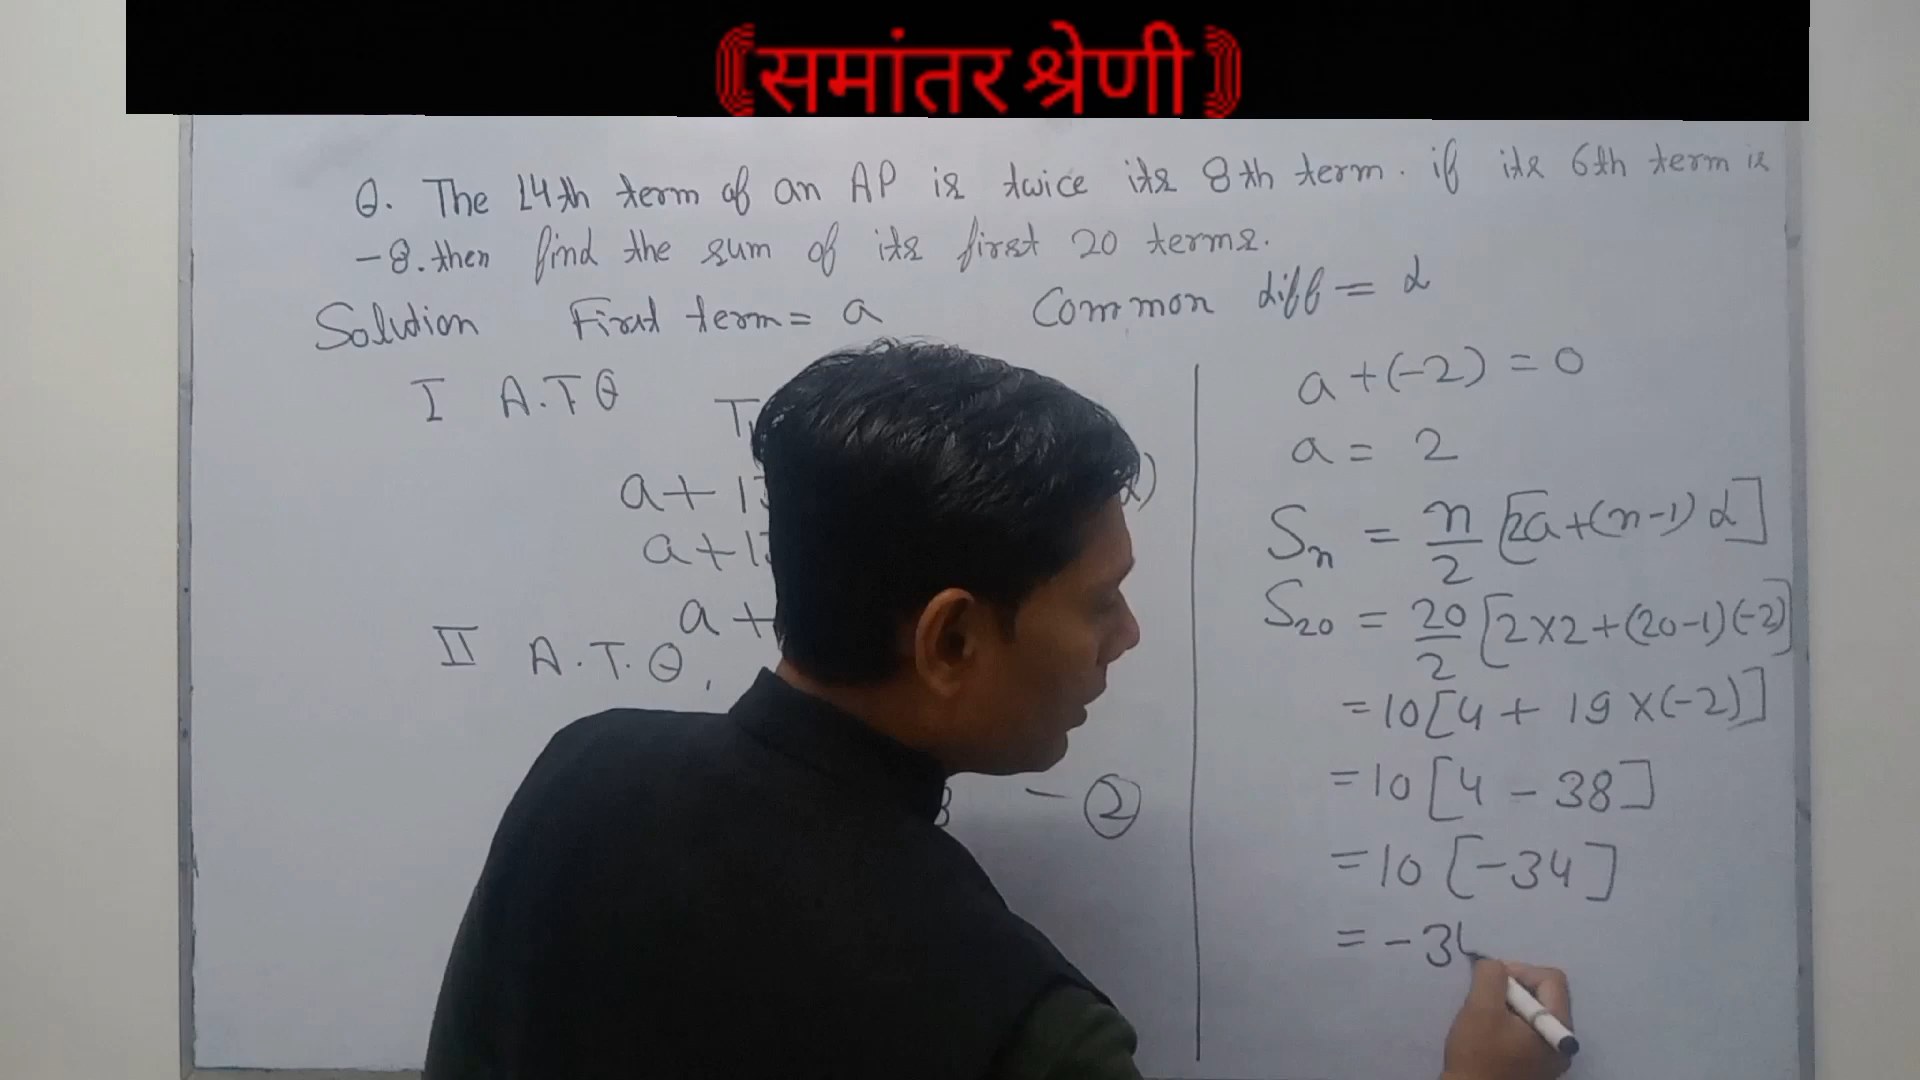 ⟪समांतर श्रेणी⟫
Q. The 14th term of an AP is twice its 8th term. if its 6th term is
-8. then find the sum of its first 20 terms.
Solution First term = a Common diff = d
I A.T.Q
a + 1
a + 1
a +
II A.T.Q,
- ②
a + (-2) = 0
a = 2
Sn = n/2 [2a + (n-1) d]
S20 = 20/2 [2×2 + (20-1)(-2)]
= 10 [4 + 19 × (-2)]
= 10 [4 - 38]
= 10 [-34]
= -34